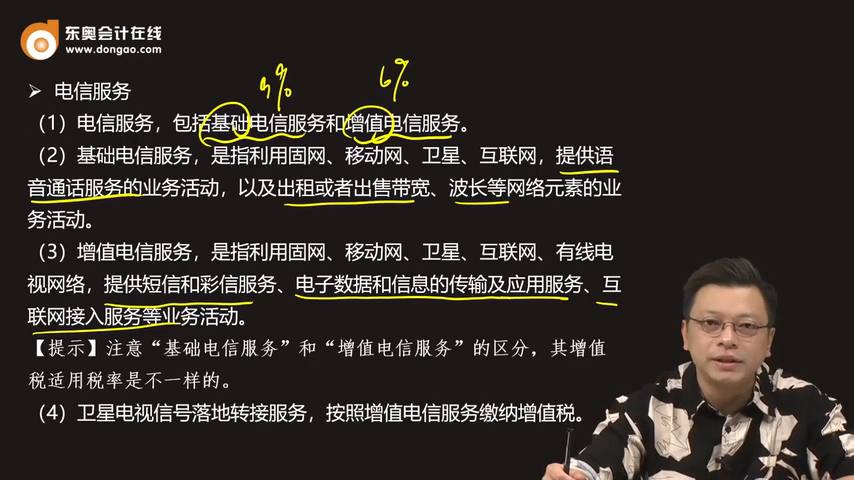 东奥会计在线
www.dongao.com
9% 6%
➢ 电信服务
（1）电信服务，包括基础电信服务和增值电信服务。
（2）基础电信服务，是指利用固网、移动网、卫星、互联网，提供语
音通话服务的业务活动，以及出租或者出售带宽、波长等网络元素的业
务活动。
（3）增值电信服务，是指利用固网、移动网、卫星、互联网、有线电
视网络，提供短信和彩信服务、电子数据和信息的传输及应用服务、互
联网接入服务等业务活动。
【提示】注意“基础电信服务”和“增值电信服务”的区分，其增值
税适用税率是不一样的。
（4）卫星电视信号落地转接服务，按照增值电信服务缴纳增值税。